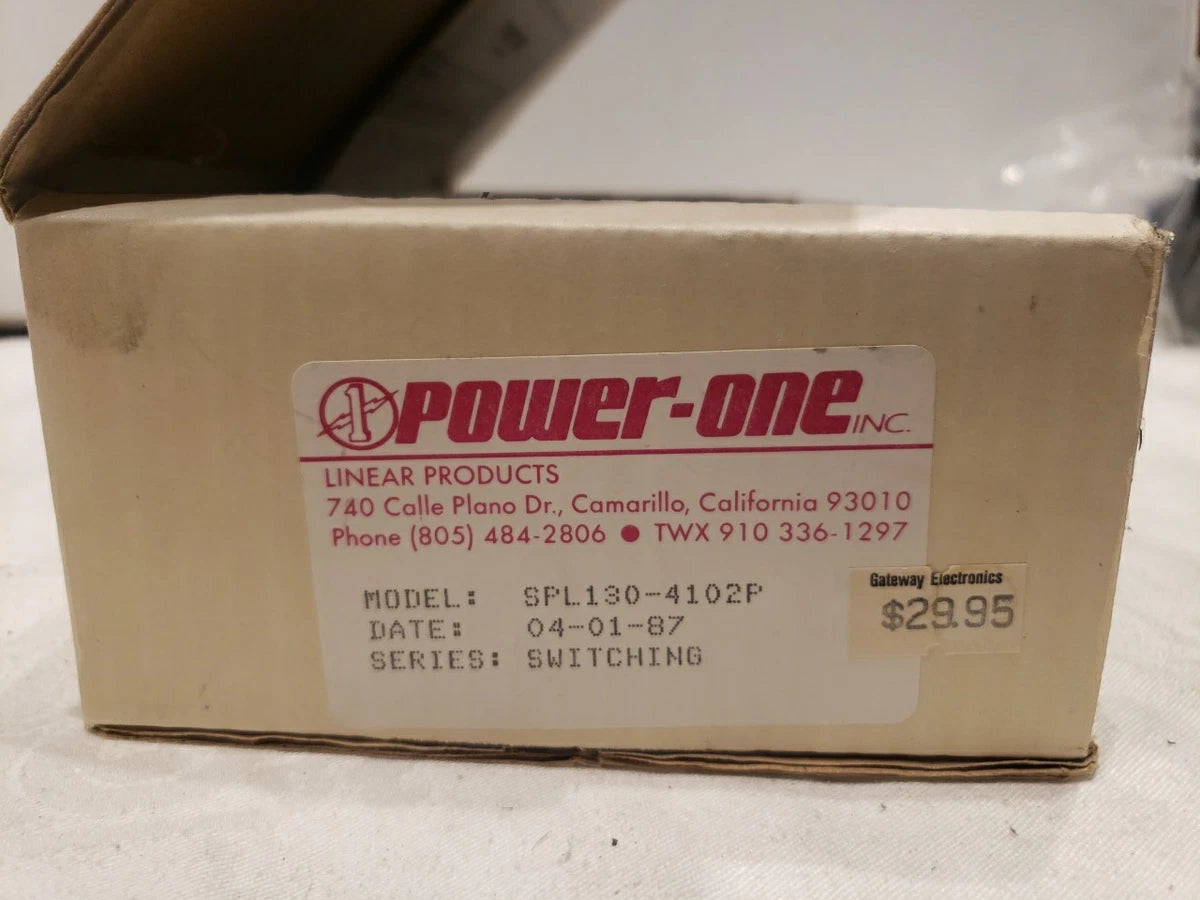 1 POWER-ONE INC.
LINEAR PRODUCTS
740 Calle Plano Dr., Camarillo, California 93010
Phone (805) 484-2806 ● TWX 910 336-1297
MODEL: SPL130-4102P
DATE: 04-01-87
SERIES: SWITCHING
Gateway Electronics
$29.95